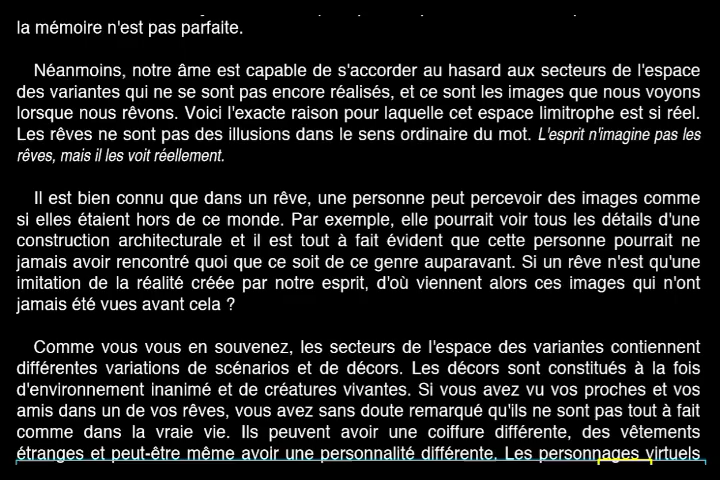 la mémoire n'est pas parfaite.
Néanmoins, notre âme est capable de s'accorder au hasard aux secteurs de l'espace
des variantes qui ne se sont pas encore réalisés, et ce sont les images que nous voyons
lorsque nous rêvons. Voici l'exacte raison pour laquelle cet espace limitrophe est si réel.
Les rêves ne sont pas des illusions dans le sens ordinaire du mot. L'esprit n'imagine pas les
rêves, mais il les voit réellement.
Il est bien connu que dans un rêve, une personne peut percevoir des images comme
si elles étaient hors de ce monde. Par exemple, elle pourrait voir tous les détails d'une
construction architecturale et il est tout à fait évident que cette personne pourrait ne
jamais avoir rencontré quoi que ce soit de ce genre auparavant. Si un rêve n'est qu'une
imitation de la réalité créée par notre esprit, d'où viennent alors ces images qui n'ont
jamais été vues avant cela ?
Comme vous vous en souvenez, les secteurs de l'espace des variantes contiennent
différentes variations de scénarios et de décors. Les décors sont constitués à la fois
d'environnement inanimé et de créatures vivantes. Si vous avez vu vos proches et vos
amis dans un de vos rêves, vous avez sans doute remarqué qu'ils ne sont pas tout à fait
comme dans la vraie vie. Ils peuvent avoir une coiffure différente, des vêtements
étranges et peut-être même avoir une personnalité différente. Les personnages virtuels